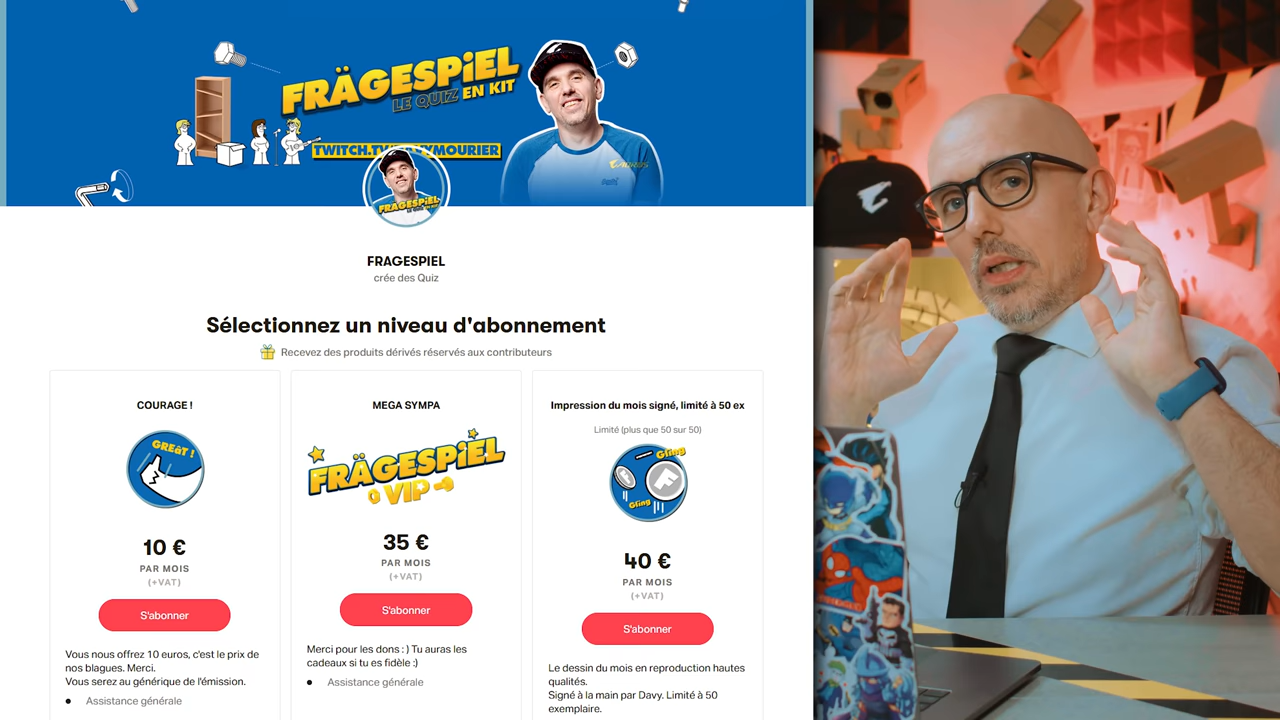 FRÄGESPiEL
LE QUIZ EN KIT
FRÄGESPiEL
FRAGESPIEL
crée des Quiz
Sélectionnez un niveau d'abonnement
Recevez des produits dérivés réservés aux contributeurs
COURAGE !
GREàT !
10 €
PAR MOIS
(+VAT)
S'abonner
Vous nous offrez 10 euros, c'est le prix de
nos blagues. Merci.
Vous serez au générique de l'émission.
Assistance générale
MEGA SYMPA
FRÄGESPiEL
VIP
35 €
PAR MOIS
(+VAT)
S'abonner
Merci pour les dons : ) Tu auras les
cadeaux si tu es fidèle :)
Assistance générale
Impression du mois signé, limité à 50 ex
Limité (plus que 50 sur 50)
Gling
F
Gling
40 €
PAR MOIS
(+VAT)
S'abonner
Le dessin du mois en reproduction hautes
qualités.
Signé à la main par Davy. Limité à 50
exemplaire.